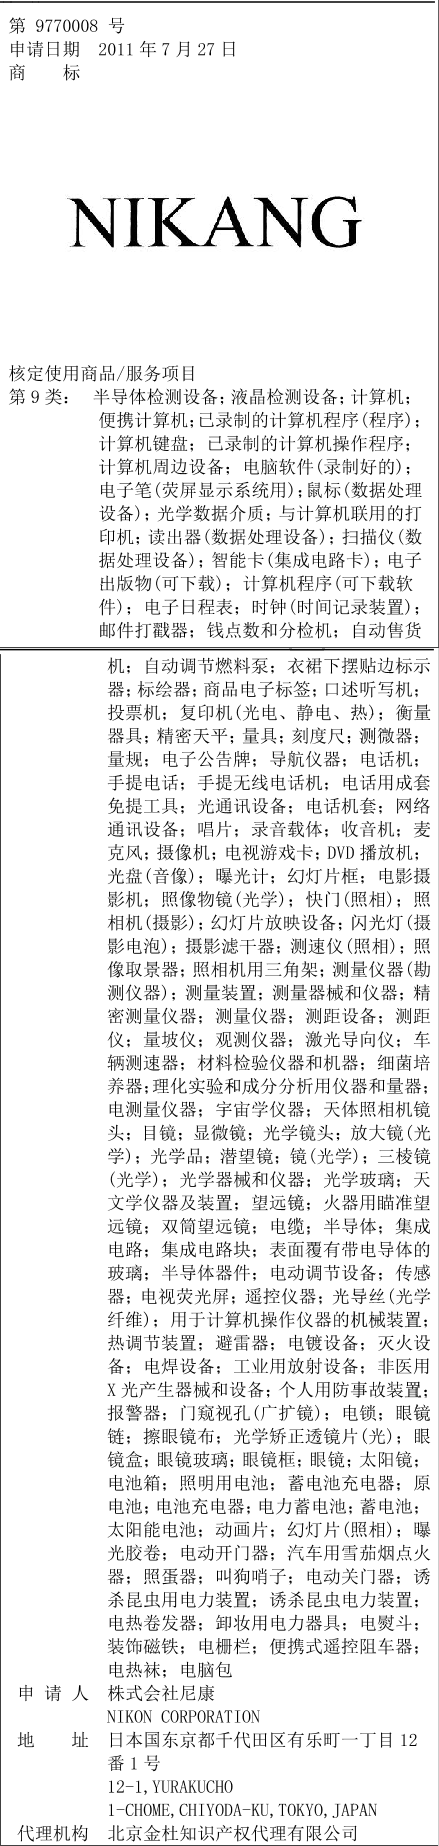 第 9770008 号
申请日期 2011 年 7 月 27 日
商 标
NIKANG
核定使用商品/服务项目
第 9 类: 半导体检测设备;液晶检测设备;计算机;
便携计算机;已录制的计算机程序(程序);
计算机键盘; 已录制的计算机操作程序;
计算机周边设备; 电脑软件(录制好的);
电子笔(荧屏显示系统用);鼠标(数据处理
设备);光学数据介质;与计算机联用的打
印机;读出器(数据处理设备);扫描仪(数
据处理设备);智能卡(集成电路卡);电子
出版物(可下载); 计算机程序(可下载软
件); 电子日程表; 时钟(时间记录装置);
邮件打戳器; 钱点数和分检机; 自动售货
机; 自动调节燃料泵; 衣裙下摆贴边标示
器;标绘器;商品电子标签;口述听写机;
投票机; 复印机(光电、静电、热); 衡量
器具;精密天平;量具;刻度尺;测微器;
量规; 电子公告牌; 导航仪器; 电话机;
手提电话; 手提无线电话机; 电话用成套
免提工具; 光通讯设备; 电话机套; 网络
通讯设备; 唱片; 录音载体; 收音机; 麦
克风;摄像机;电视游戏卡;DVD 播放机;
光盘(音像); 曝光计; 幻灯片框; 电影摄
影机; 照像物镜(光学); 快门(照相); 照
相机(摄影);幻灯片放映设备;闪光灯(摄
影电泡);摄影滤干器;测速仪(照相);照
像取景器;照相机用三角架;测量仪器(勘
测仪器);测量装置;测量器械和仪器;精
密测量仪器; 测量仪器; 测距设备; 测距
仪; 量坡仪; 观测仪器; 激光导向仪; 车
辆测速器; 材料检验仪器和机器; 细菌培
养器;理化实验和成分分析用仪器和量器;
电测量仪器; 宇宙学仪器; 天体照相机镜
头; 目镜; 显微镜; 光学镜头; 放大镜(光
学); 光学品; 潜望镜; 镜(光学); 三棱镜
(光学); 光学器械和仪器; 光学玻璃; 天
文学仪器及装置; 望远镜; 火器用瞄准望
远镜; 双筒望远镜; 电缆; 半导体; 集成
电路; 集成电路块; 表面覆有带电导体的
玻璃; 半导体器件; 电动调节设备; 传感
器; 电视荧光屏; 遥控仪器; 光导丝(光学
纤维); 用于计算机操作仪器的机械装置;
热调节装置; 避雷器; 电镀设备; 灭火设
备; 电焊设备; 工业用放射设备; 非医用
X 光产生器械和设备;个人用防事故装置;
报警器; 门窥视孔(广扩镜); 电锁; 眼镜
链; 擦眼镜布; 光学矫正透镜片(光); 眼
镜盒;眼镜玻璃;眼镜框;眼镜;太阳镜;
电池箱; 照明用电池; 蓄电池充电器; 原
电池;电池充电器;电力蓄电池;蓄电池;
太阳能电池; 动画片; 幻灯片(照相); 曝
光胶卷; 电动开门器; 汽车用雪茄烟点火
器; 照蛋器; 叫狗哨子; 电动关门器; 诱
杀昆虫用电力装置; 诱杀昆虫电力装置;
电热卷发器; 卸妆用电力器具; 电熨斗;
装饰磁铁; 电栅栏; 便携式遥控阻车器;
电热袜; 电脑包
申 请 人 株式会社尼康
NIKON CORPORATION
地 址 日本国东京都千代田区有乐町一丁目 12
番 1 号
12-1,YURAKUCHO
1-CHOME,CHIYODA-KU,TOKYO,JAPAN
代理机构 北京金杜知识产权代理有限公司